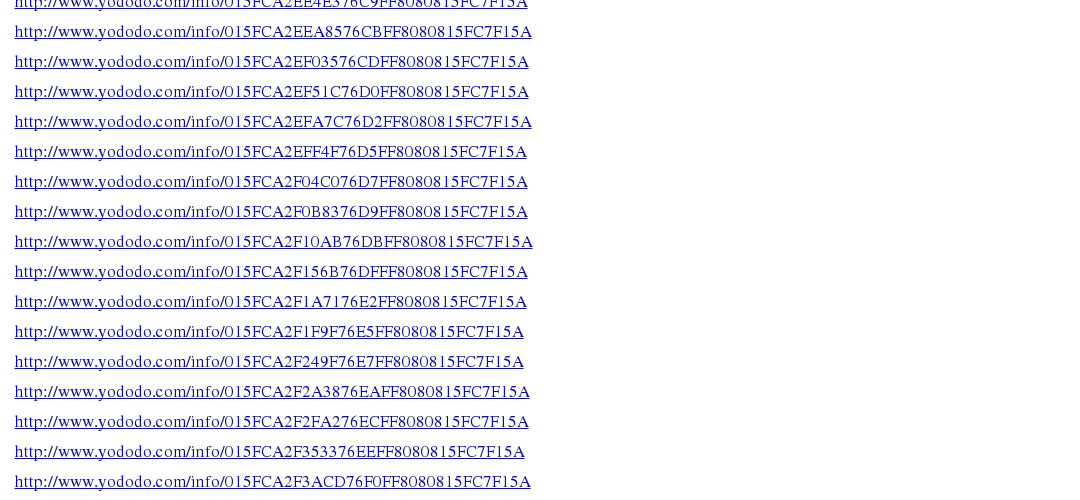 http://www.yododo.com/info/015FCA2EE4E376C9FF8080815FC7F15A
http://www.yododo.com/info/015FCA2EEA8576CBFF8080815FC7F15A
http://www.yododo.com/info/015FCA2EF03576CDFF8080815FC7F15A
http://www.yododo.com/info/015FCA2EF51C76D0FF8080815FC7F15A
http://www.yododo.com/info/015FCA2EFA7C76D2FF8080815FC7F15A
http://www.yododo.com/info/015FCA2EFF4F76D5FF8080815FC7F15A
http://www.yododo.com/info/015FCA2F04C076D7FF8080815FC7F15A
http://www.yododo.com/info/015FCA2F0B8376D9FF8080815FC7F15A
http://www.yododo.com/info/015FCA2F10AB76DBFF8080815FC7F15A
http://www.yododo.com/info/015FCA2F156B76DFFF8080815FC7F15A
http://www.yododo.com/info/015FCA2F1A7176E2FF8080815FC7F15A
http://www.yododo.com/info/015FCA2F1F9F76E5FF8080815FC7F15A
http://www.yododo.com/info/015FCA2F249F76E7FF8080815FC7F15A
http://www.yododo.com/info/015FCA2F2A3876EAFF8080815FC7F15A
http://www.yododo.com/info/015FCA2F2FA276ECFF8080815FC7F15A
http://www.yododo.com/info/015FCA2F353376EEFF8080815FC7F15A
http://www.yododo.com/info/015FCA2F3ACD76F0FF8080815FC7F15A